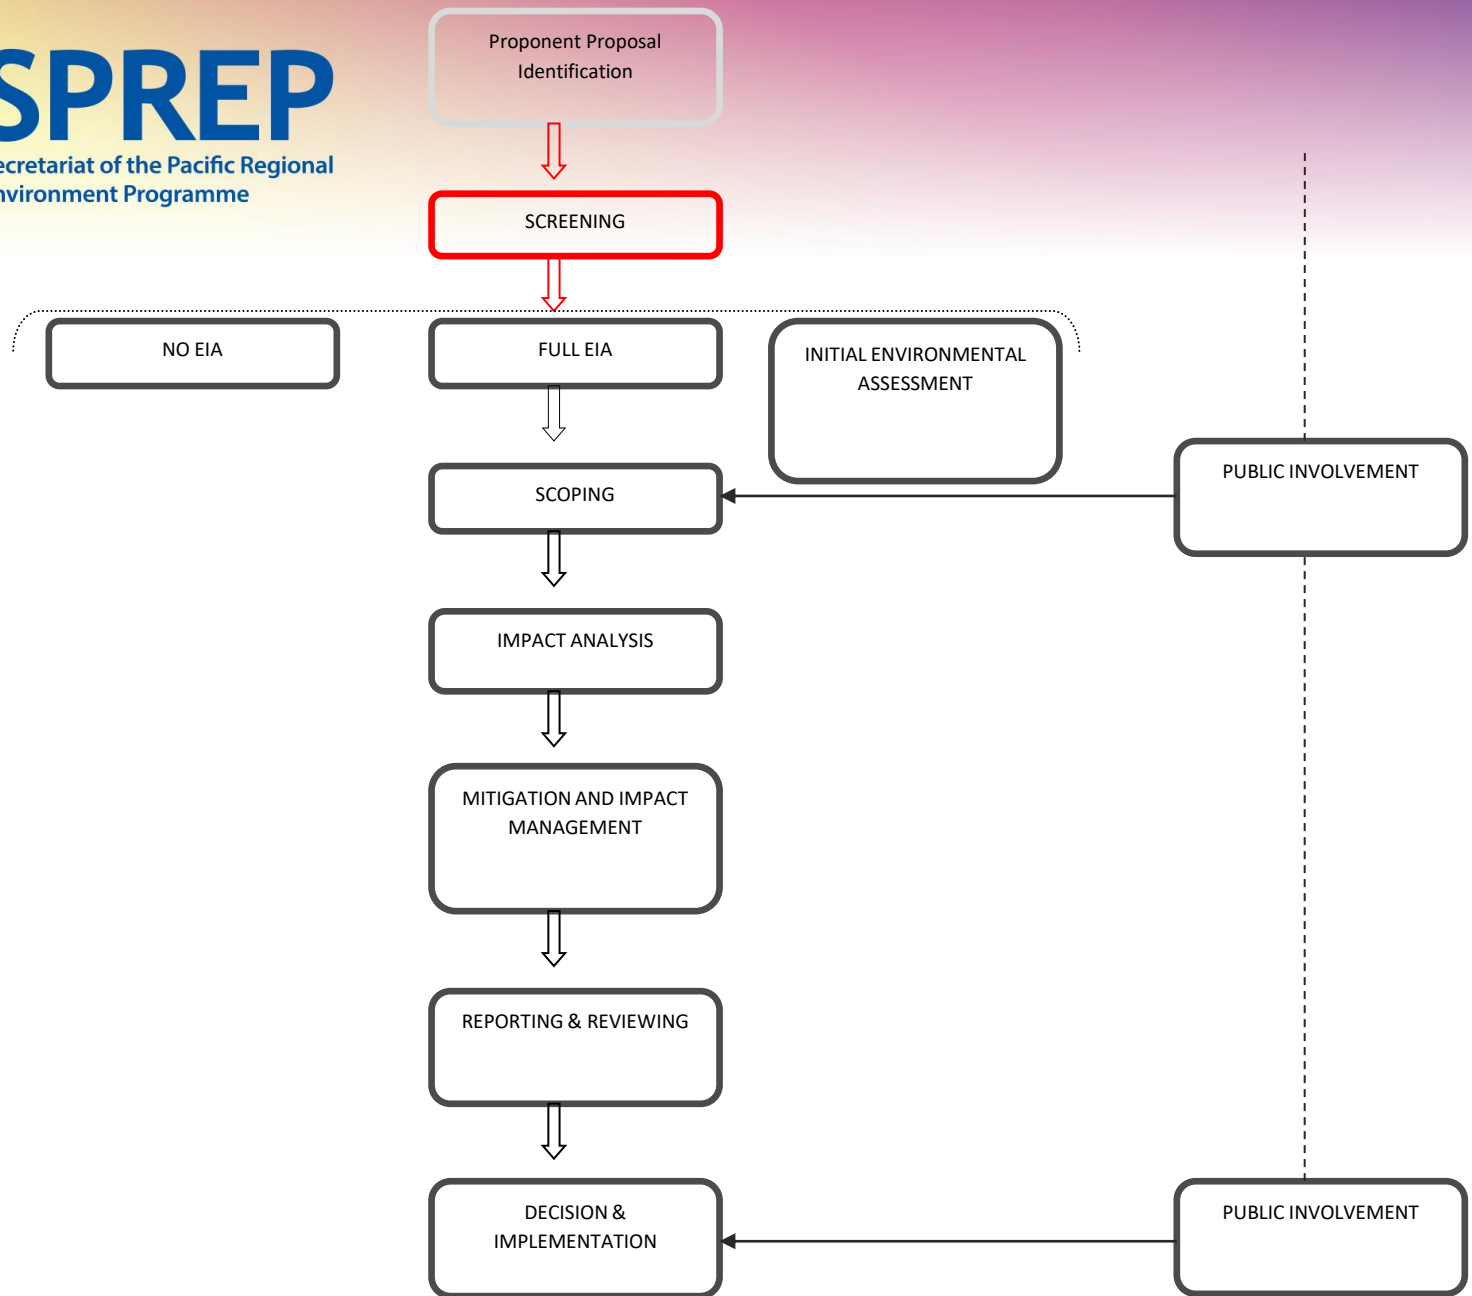 SPREP
ecretariat of the Pacific Regional
nvironment Programme
Proponent Proposal
Identification
SCREENING
NO EIA
FULL EIA
INITIAL ENVIRONMENTAL
ASSESSMENT
SCOPING
PUBLIC INVOLVEMENT
IMPACT ANALYSIS
MITIGATION AND IMPACT
MANAGEMENT
REPORTING & REVIEWING
DECISION &
IMPLEMENTATION
PUBLIC INVOLVEMENT